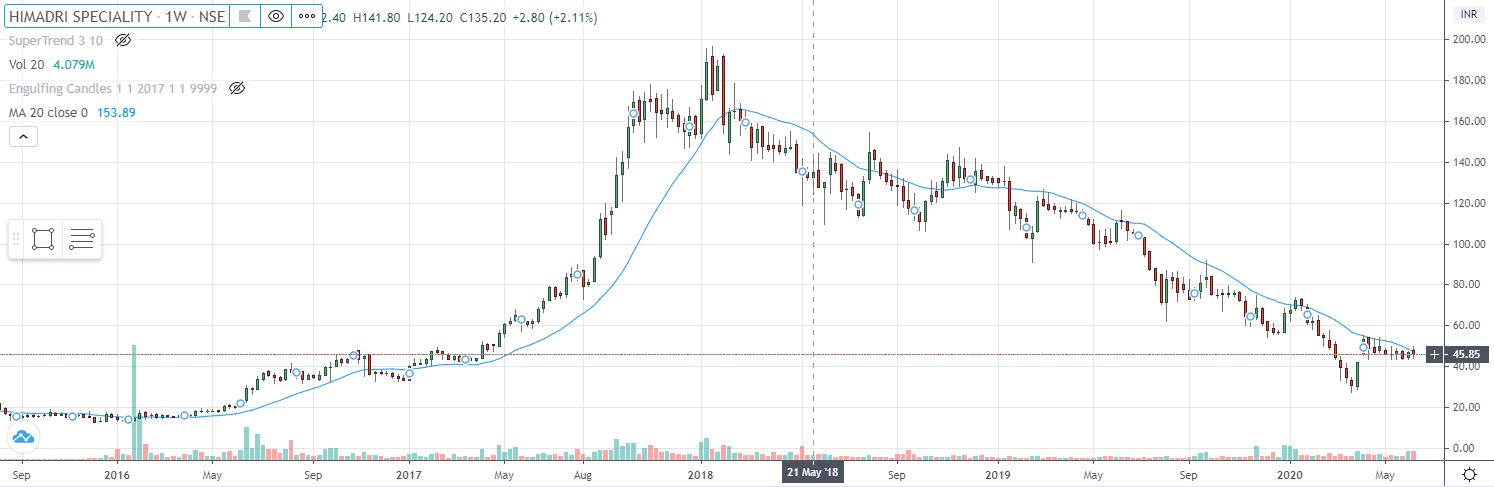 HIMADRI SPECIALITY · 1W · NSE 2.40 H141.80 L124.20 C135.20 +2.80 (+2.11%)
SuperTrend 3 10
Vol 20 4.079M
Engulfing Candles 1 1 2017 1 1 9999
MA 20 close 0 153.89
INR
200.00
180.00
160.00
140.00
120.00
100.00
80.00
60.00
45.85
40.00
20.00
0.00
Sep 2016 May Sep 2017 May Aug 2018 21 May '18 Sep 2019 May Sep 2020 May